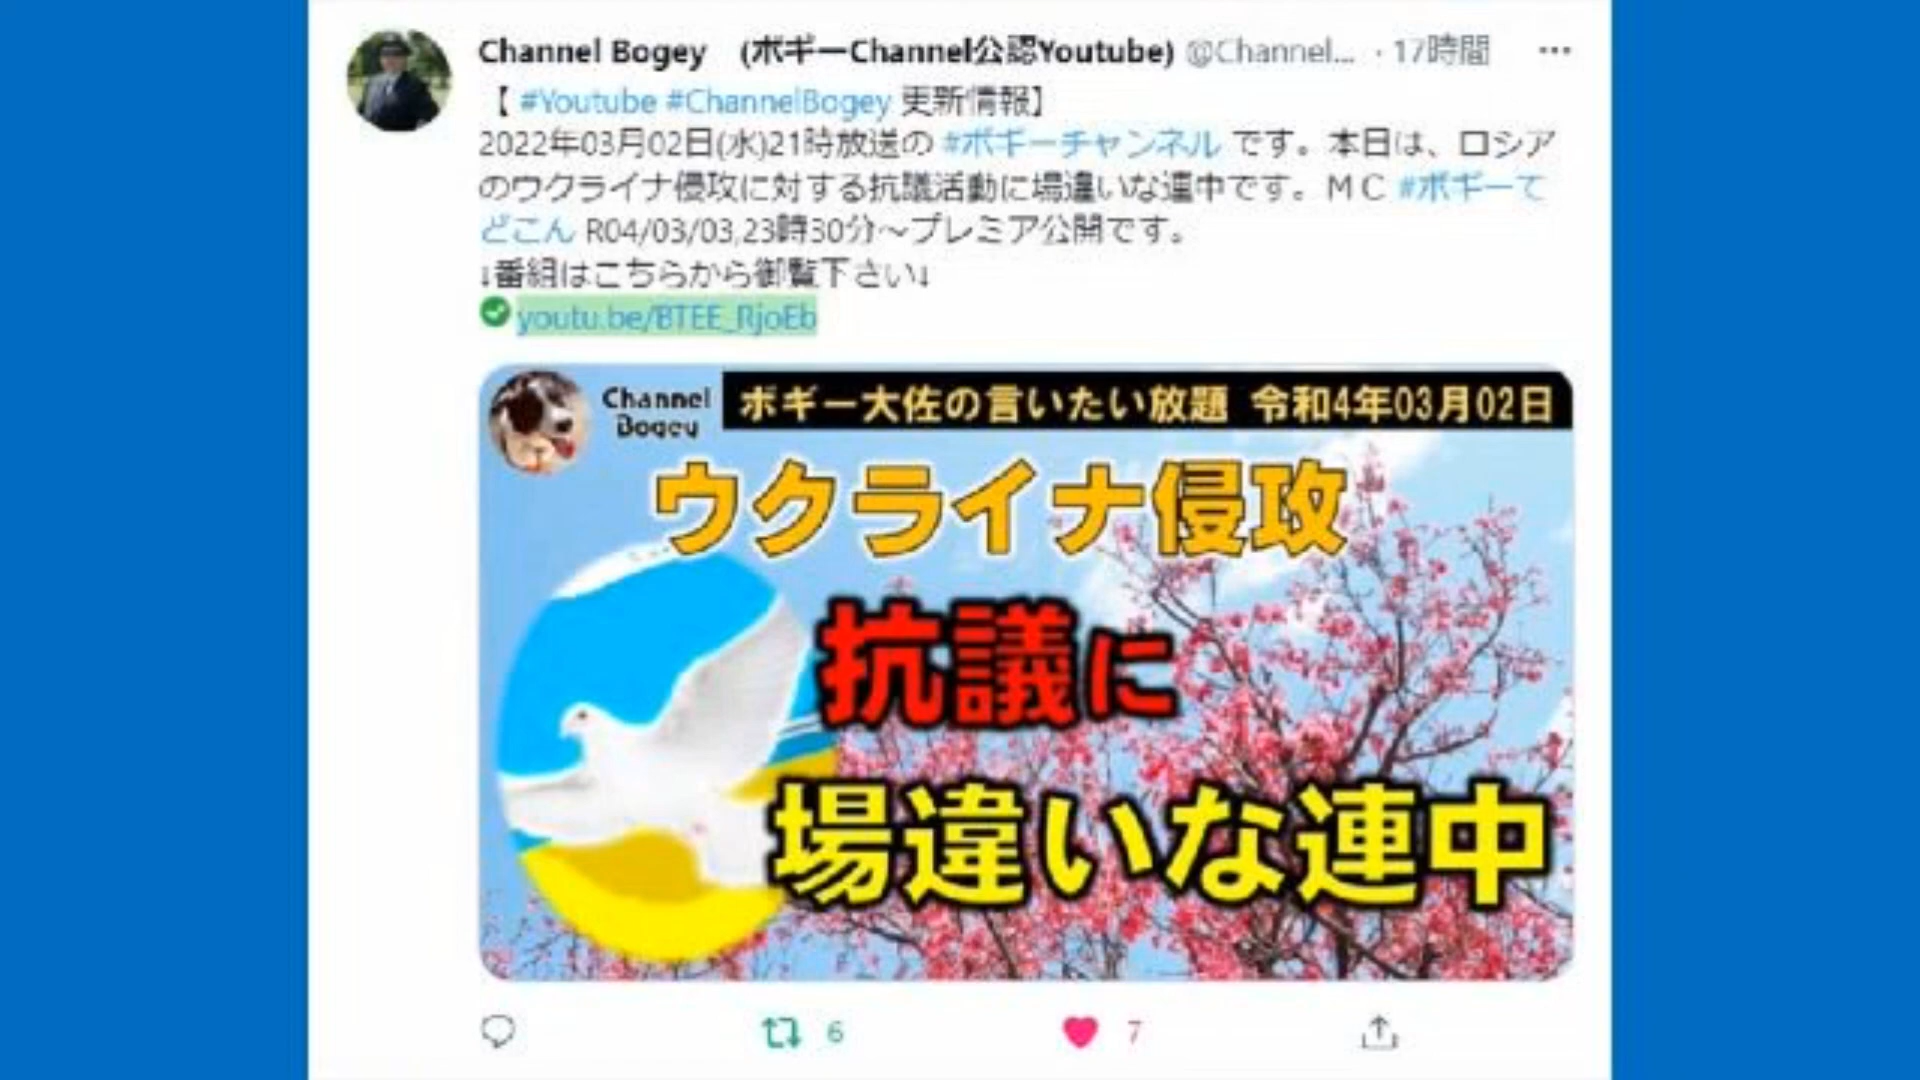 Channel Bogey (ボギーChannel公認Youtube) @Channel... · 17時間
【 #Youtube #ChannelBogey 更新情報】
2022年03月02日(水)21時放送の #ボギーチャンネル です。本日は、ロシア
のウクライナ侵攻に対する抗議活動に場違いな連中です。ＭＣ #ボギーて
どこん R04/03/03,23時30分～プレミア公開です。
↓番組はこちらから御覧下さい↓
youtu.be/BTEE_RjoEb
Channel
Bogey
ボギー大佐の言いたい放題 令和4年03月02日
ウクライナ侵攻
抗議に
場違いな連中
6
7